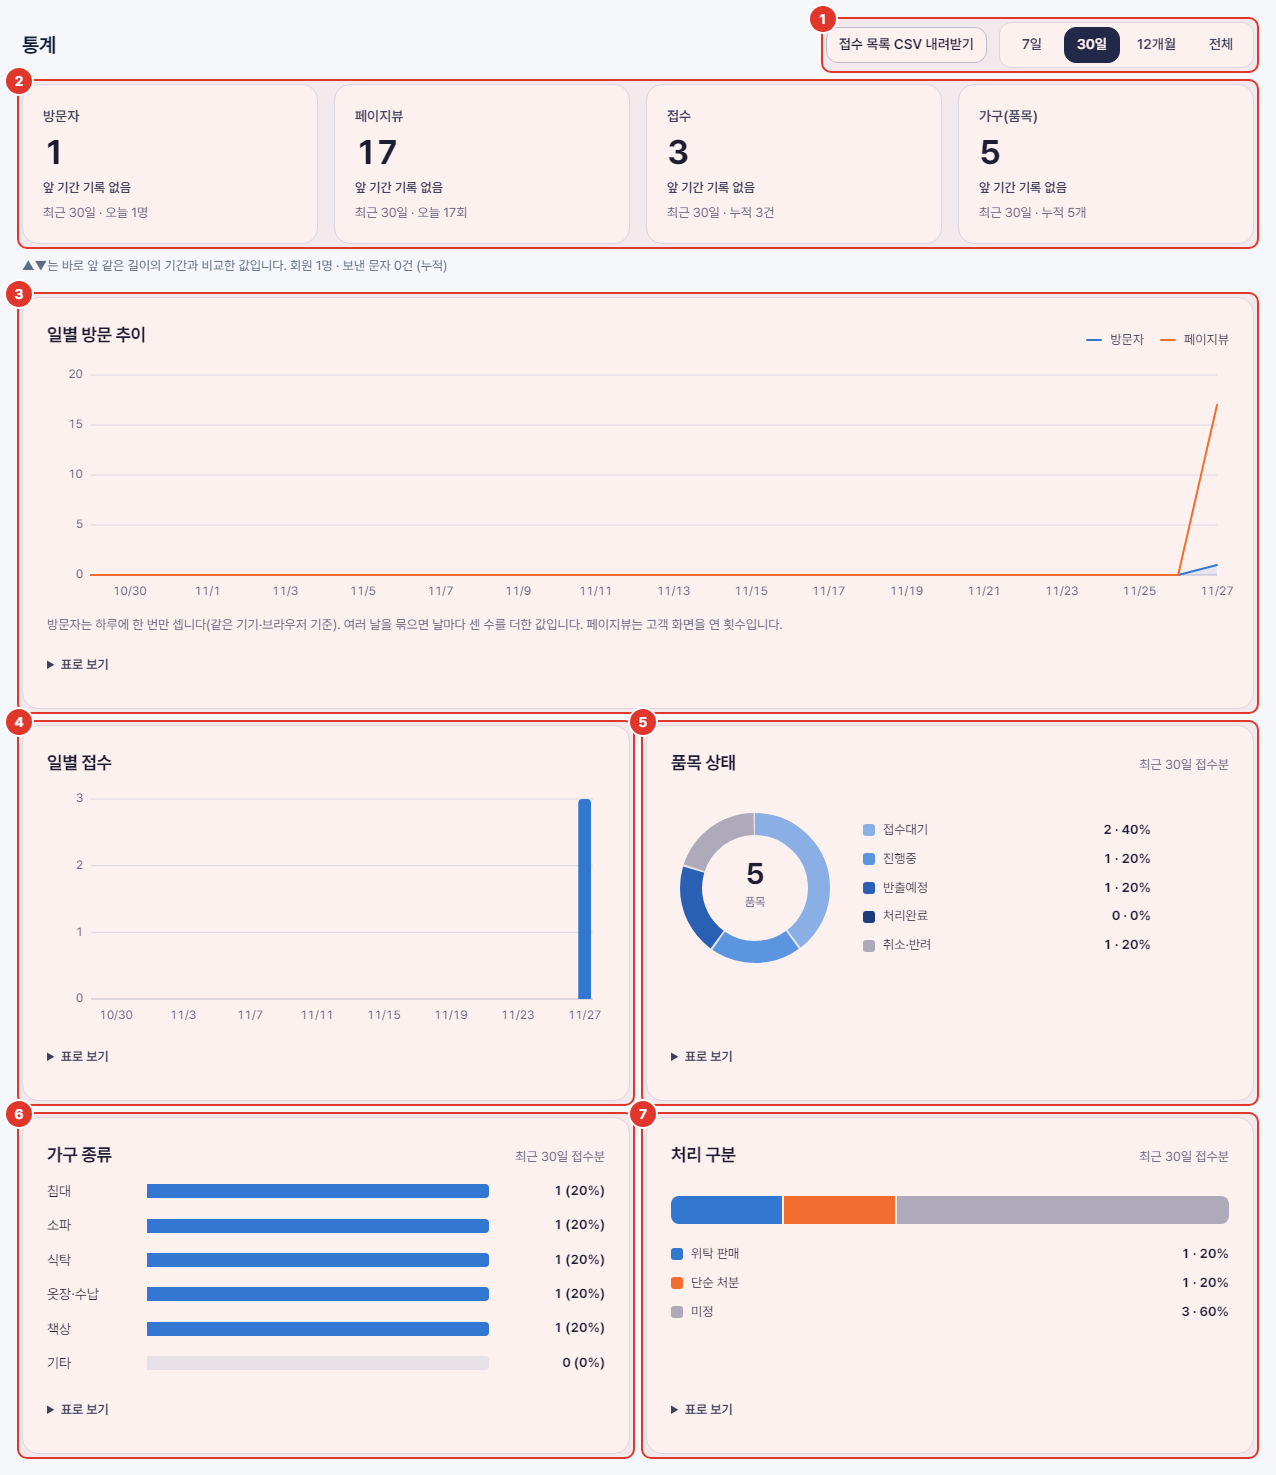 통계
1
접수 목록 CSV 내려받기
7일 30일 12개월 전체
2
방문자
1
앞 기간 기록 없음
최근 30일 · 오늘 1명
페이지뷰
17
앞 기간 기록 없음
최근 30일 · 오늘 17회
접수
3
앞 기간 기록 없음
최근 30일 · 누적 3건
가구(품목)
5
앞 기간 기록 없음
최근 30일 · 누적 5개
▲▼는 바로 앞 같은 길이의 기간과 비교한 값입니다. 회원 1명 · 보낸 문자 0건 (누적)
3
일별 방문 추이
방문자 페이지뷰
20
15
10
5
0
10/30 11/1 11/3 11/5 11/7 11/9 11/11 11/13 11/15 11/17 11/19 11/21 11/23 11/25 11/27
방문자는 하루에 한 번만 셉니다(같은 기기·브라우저 기준). 여러 날을 묶으면 날마다 센 수를 더한 값입니다. 페이지뷰는 고객 화면을 연 횟수입니다.
▶ 표로 보기
4
일별 접수
3
2
1
0
10/30 11/3 11/7 11/11 11/15 11/19 11/23 11/27
▶ 표로 보기
5
품목 상태
최근 30일 접수분
5
품목
접수대기 2 · 40%
진행중 1 · 20%
반출예정 1 · 20%
처리완료 0 · 0%
취소·반려 1 · 20%
▶ 표로 보기
6
가구 종류
최근 30일 접수분
침대 1 (20%)
소파 1 (20%)
식탁 1 (20%)
옷장·수납 1 (20%)
책상 1 (20%)
기타 0 (0%)
▶ 표로 보기
7
처리 구분
최근 30일 접수분
위탁 판매 1 · 20%
단순 처분 1 · 20%
미정 3 · 60%
▶ 표로 보기